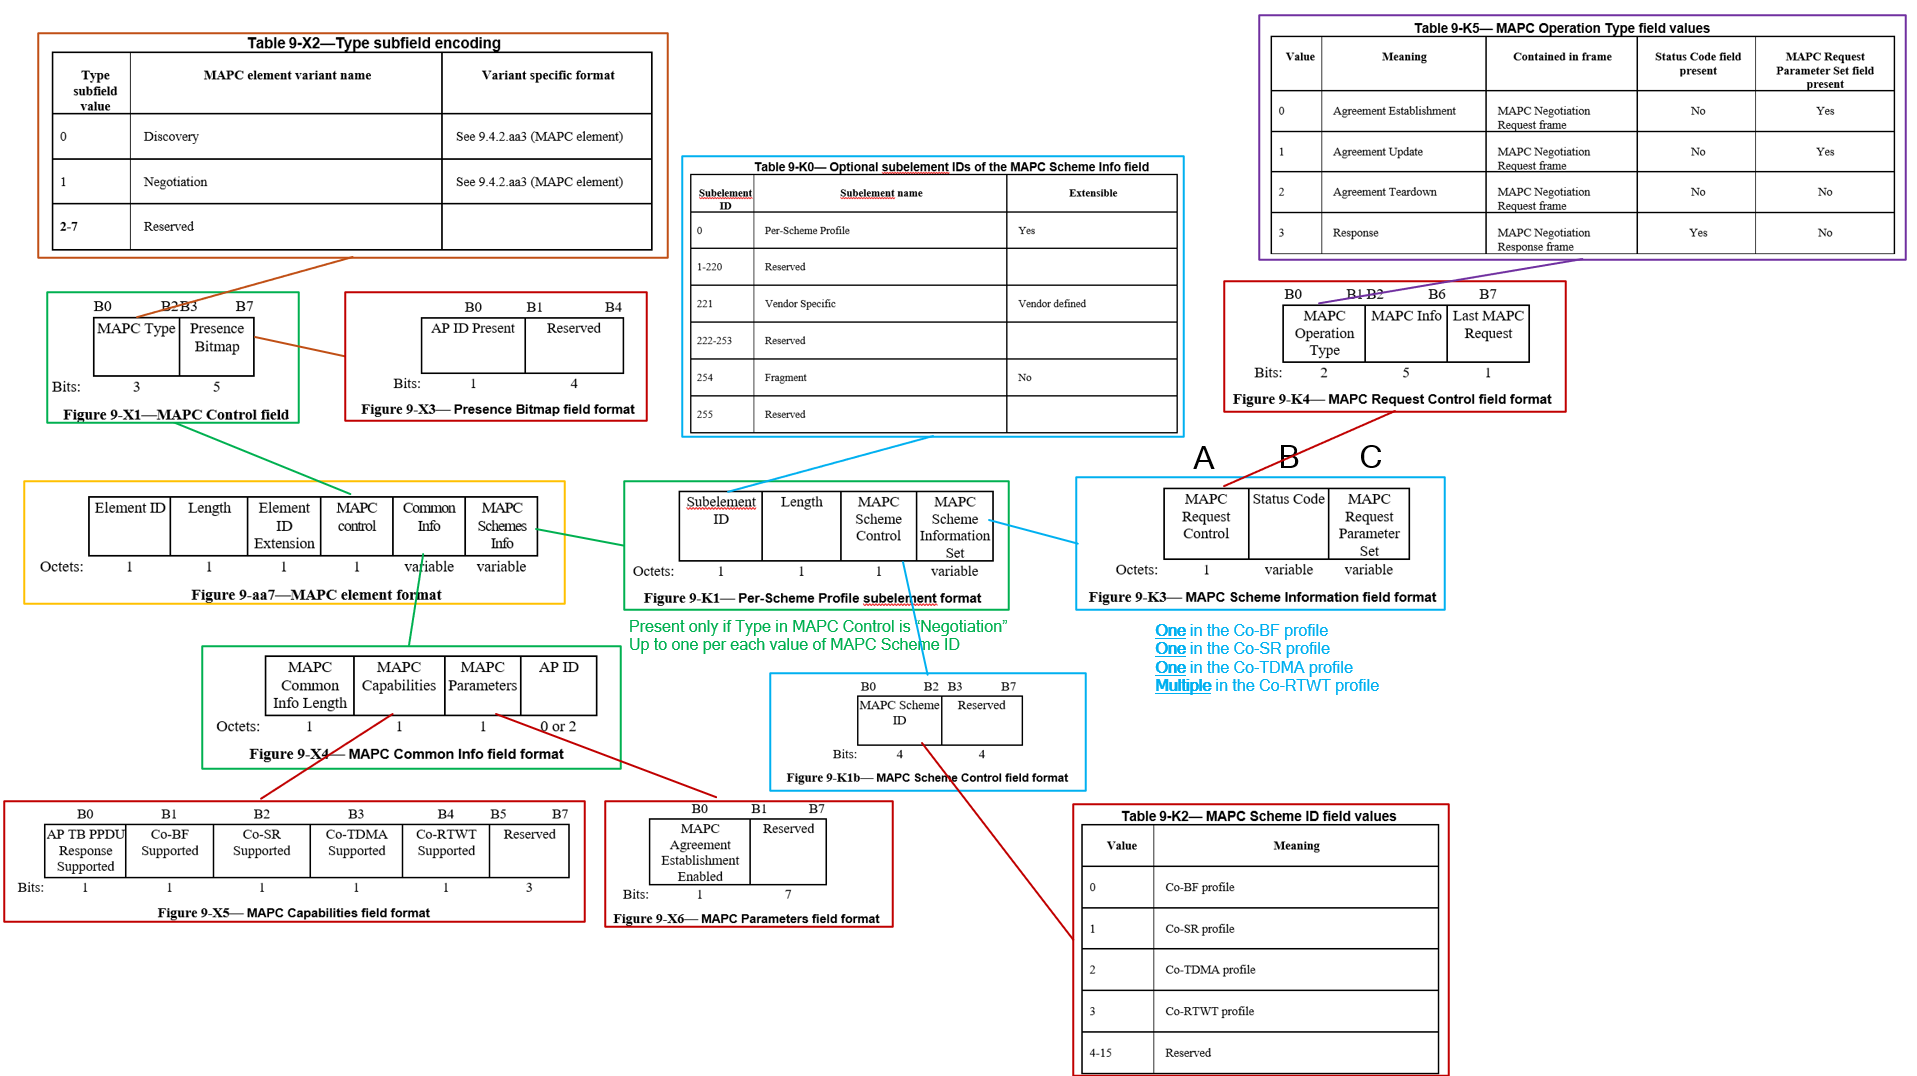 Table 9-X2—Type subfield encoding
Type subfield value MAPC element variant name Variant specific format
0 Discovery See 9.4.2.aa3 (MAPC element)
1 Negotiation See 9.4.2.aa3 (MAPC element)
2-7 Reserved
B0 B2 B3 B7
MAPC Type Presence Bitmap
Bits: 3 5
Figure 9-X1—MAPC Control field
B0 B1 B4
AP ID Present Reserved
Bits: 1 4
Figure 9-X3— Presence Bitmap field format
Table 9-K0— Optional subelement IDs of the MAPC Scheme Info field
Subelement ID Subelement name Extensible
0 Per-Scheme Profile Yes
1-220 Reserved
221 Vendor Specific Vendor defined
222-253 Reserved
254 Fragment No
255 Reserved
Table 9-K5— MAPC Operation Type field values
Value Meaning Contained in frame Status Code field present MAPC Request Parameter Set field present
0 Agreement Establishment MAPC Negotiation Request frame No Yes
1 Agreement Update MAPC Negotiation Request frame No Yes
2 Agreement Teardown MAPC Negotiation Request frame No No
3 Response MAPC Negotiation Response frame Yes No
B0 B1 B2 B6 B7
MAPC Operation Type MAPC Info Last MAPC Request
Bits: 2 5 1
Figure 9-K4— MAPC Request Control field format
Element ID Length Element ID Extension MAPC control Common Info MAPC Schemes Info
Octets: 1 1 1 1 variable variable
Figure 9-aa7—MAPC element format
Subelement ID Length MAPC Scheme Control MAPC Scheme Information Set
Octets: 1 1 1 variable
Figure 9-K1— Per-Scheme Profile subelement format
Present only if Type in MAPC Control is “Negotiation”
Up to one per each value of MAPC Scheme ID
A B C
MAPC Request Control Status Code MAPC Request Parameter Set
Octets: 1 variable variable
Figure 9-K3— MAPC Scheme Information field format
One in the Co-BF profile
One in the Co-SR profile
One in the Co-TDMA profile
Multiple in the Co-RTWT profile
MAPC Common Info Length MAPC Capabilities MAPC Parameters AP ID
Octets: 1 1 1 0 or 2
Figure 9-X4— MAPC Common Info field format
B0 B2 B3 B7
MAPC Scheme ID Reserved
Bits: 4 4
Figure 9-K1b— MAPC Scheme Control field format
B0 B1 B2 B3 B4 B5 B7
AP TB PPDU Response Supported Co-BF Supported Co-SR Supported Co-TDMA Supported Co-RTWT Supported Reserved
Bits: 1 1 1 1 1 3
Figure 9-X5— MAPC Capabilities field format
B0 B1 B7
MAPC Agreement Establishment Enabled Reserved
Bits: 1 7
Figure 9-X6— MAPC Parameters field format
Table 9-K2— MAPC Scheme ID field values
Value Meaning
0 Co-BF profile
1 Co-SR profile
2 Co-TDMA profile
3 Co-RTWT profile
4-15 Reserved